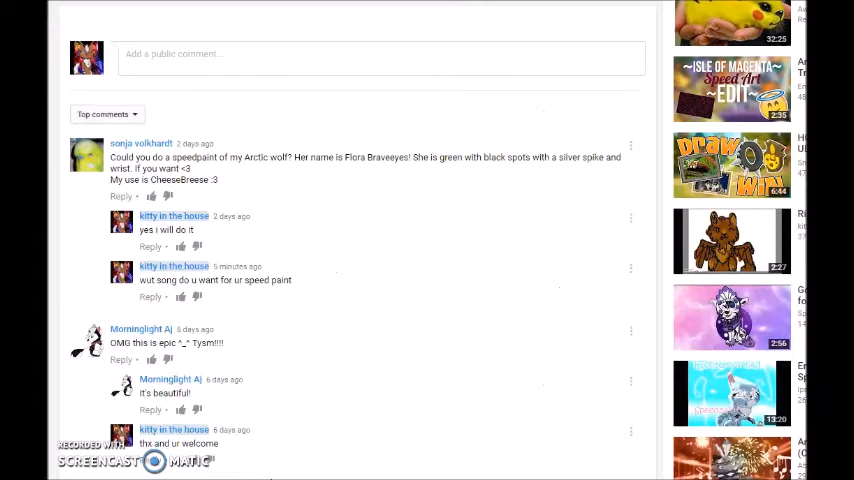 32:25
Add a public comment...
~ISLE OF MAGENTA~
Speed Art
~EDIT~
2:35
Top comments
sonja volkhardt 2 days ago
Could you do a speedpaint of my Arctic wolf? Her name is Flora Braveeyes! She is green with black spots with a silver spike and
wrist. If you want <3
My use is CheeseBreese :3
Reply
DRAW
WIN
6:44
kitty in the house 2 days ago
yes i will do it
Reply
2:27
kitty in the house 5 minutes ago
wut song do u want for ur speed paint
Reply
2:56
Morninglight Aj 6 days ago
OMG this is epic ^_^ Tysm!!!!
Reply
Morninglight Aj 6 days ago
it's beautiful!
Reply
13:20
kitty in the house 6 days ago
thx and ur welcome
RECORDED WITH
SCREENCAST MATIC